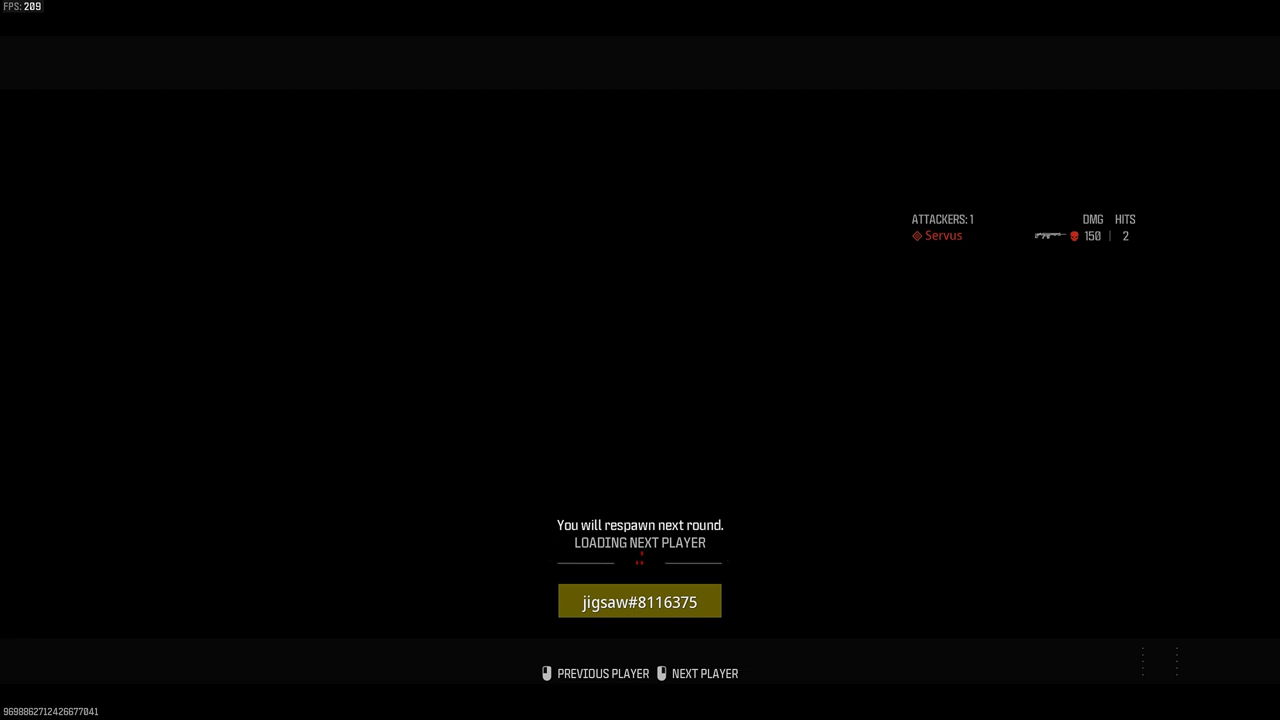 FPS: 209
ATTACKERS: 1 DMG HITS
Servus 150 | 2
You will respawn next round.
LOADING NEXT PLAYER
jigsaw#8116375
PREVIOUS PLAYER NEXT PLAYER
9698862712426677041